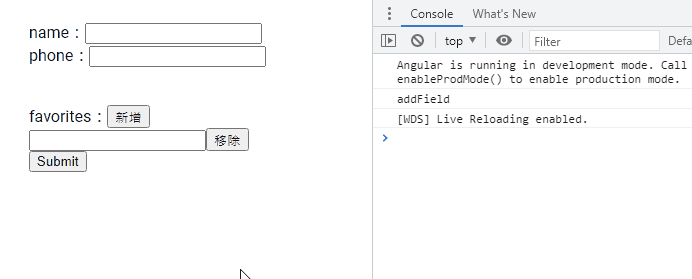 name：
phone：
favorites： 新增
移除
Submit
Console What's New
top ▼ Filter Defa
Angular is running in development mode. Call
enableProdMode() to enable production mode.
addField
[WDS] Live Reloading enabled.